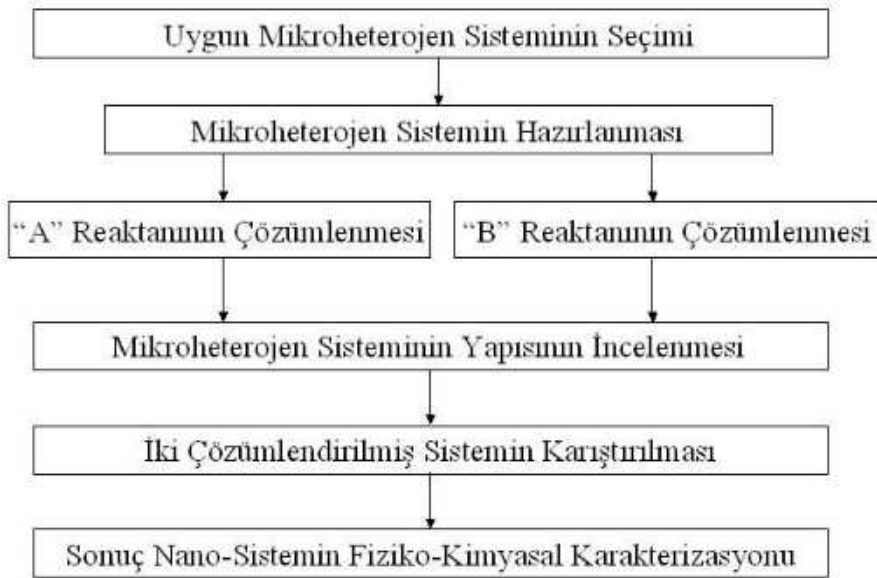 Uygun Mikroheterojen Sisteminin Seçimi
Mikroheterojen Sistemin Hazırlanması
“A” Reaktanının Çözümlenmesi
“B” Reaktanının Çözümlenmesi
Mikroheterojen Sisteminin Yapısının İncelenmesi
İki Çözümlendirilmiş Sistemin Karıştırılması
Sonuç Nano-Sistemin Fiziko-Kimyasal Karakterizasyonu